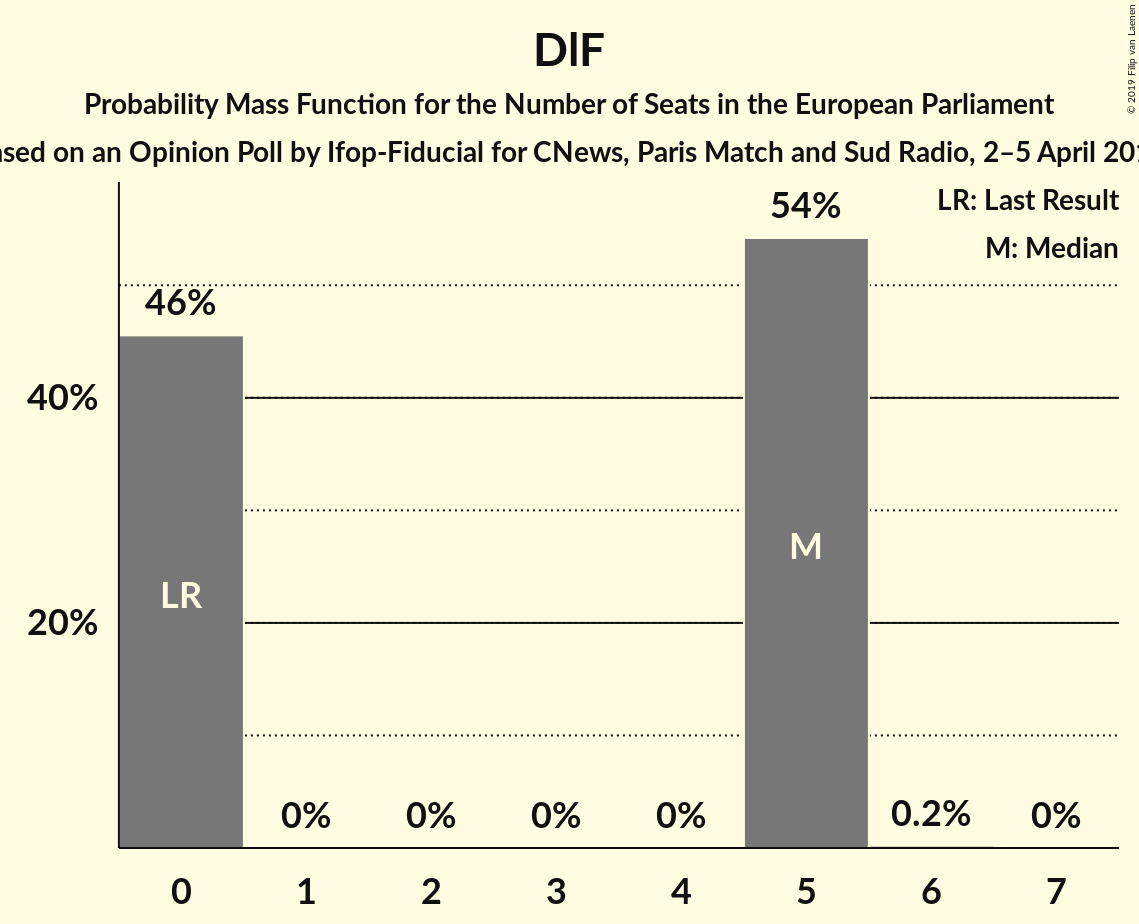 © 2019 Filip van Laenen
DlF
Probability Mass Function for the Number of Seats in the European Parliament
on an Opinion Poll by Ifop-Fiducial for CNews, Paris Match and Sud Radio, 2–5 April
LR: Last Result
M: Median
54%
46%
40%
20%
LR
M
0% 0% 0% 0% 0.2% 0%
0 1 2 3 4 5 6 7